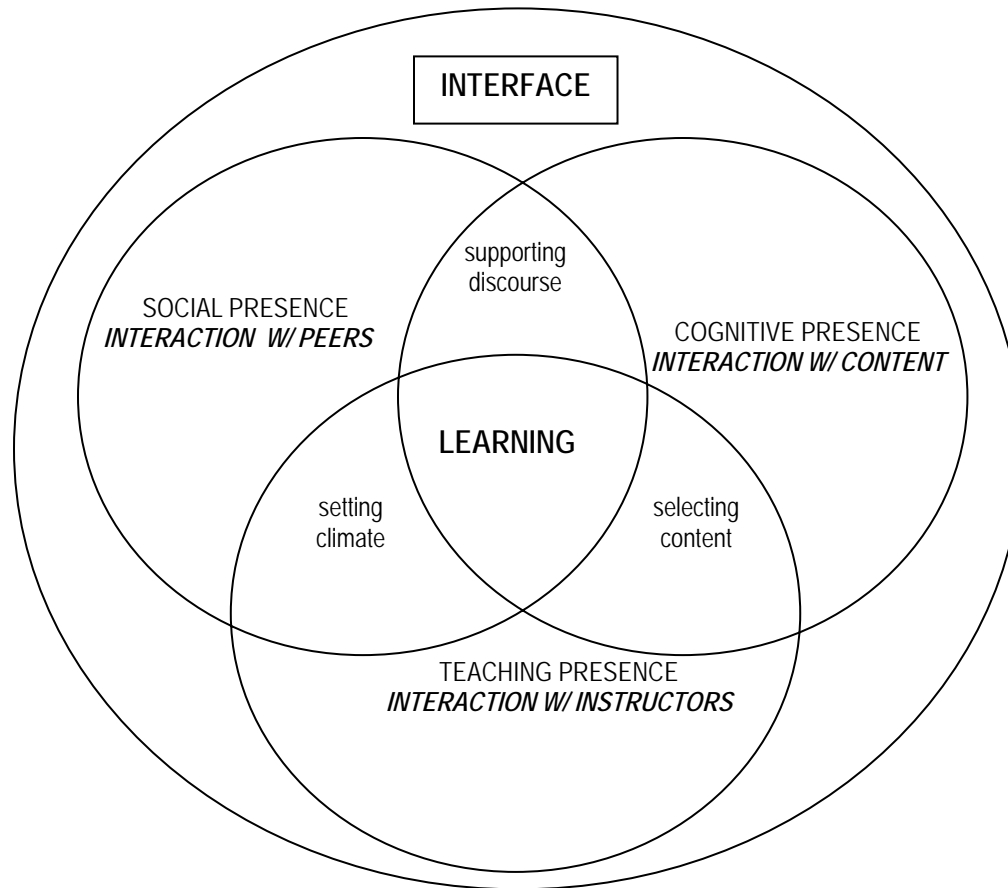 INTERFACE
supporting
discourse
SOCIAL PRESENCE
INTERACTION W/ PEERS
COGNITIVE PRESENCE
INTERACTION W/ CONTENT
LEARNING
setting
climate
selecting
content
TEACHING PRESENCE
INTERACTION W/ INSTRUCTORS